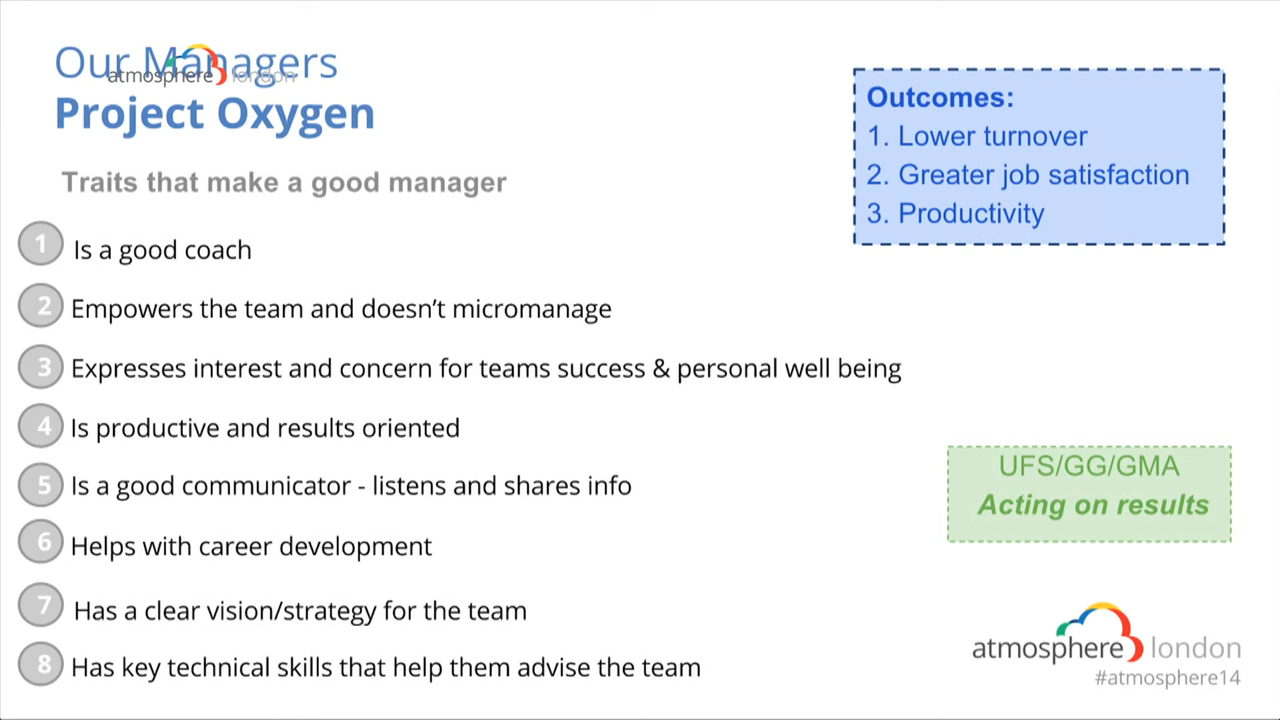 Our Managers
atmosphere london
Project Oxygen
Traits that make a good manager
Outcomes:
1. Lower turnover
2. Greater job satisfaction
3. Productivity
1 Is a good coach
2 Empowers the team and doesn’t micromanage
3 Expresses interest and concern for teams success & personal well being
4 Is productive and results oriented
5 Is a good communicator - listens and shares info
6 Helps with career development
7 Has a clear vision/strategy for the team
8 Has key technical skills that help them advise the team
UFS/GG/GMA
Acting on results
atmosphere london
#atmosphere14